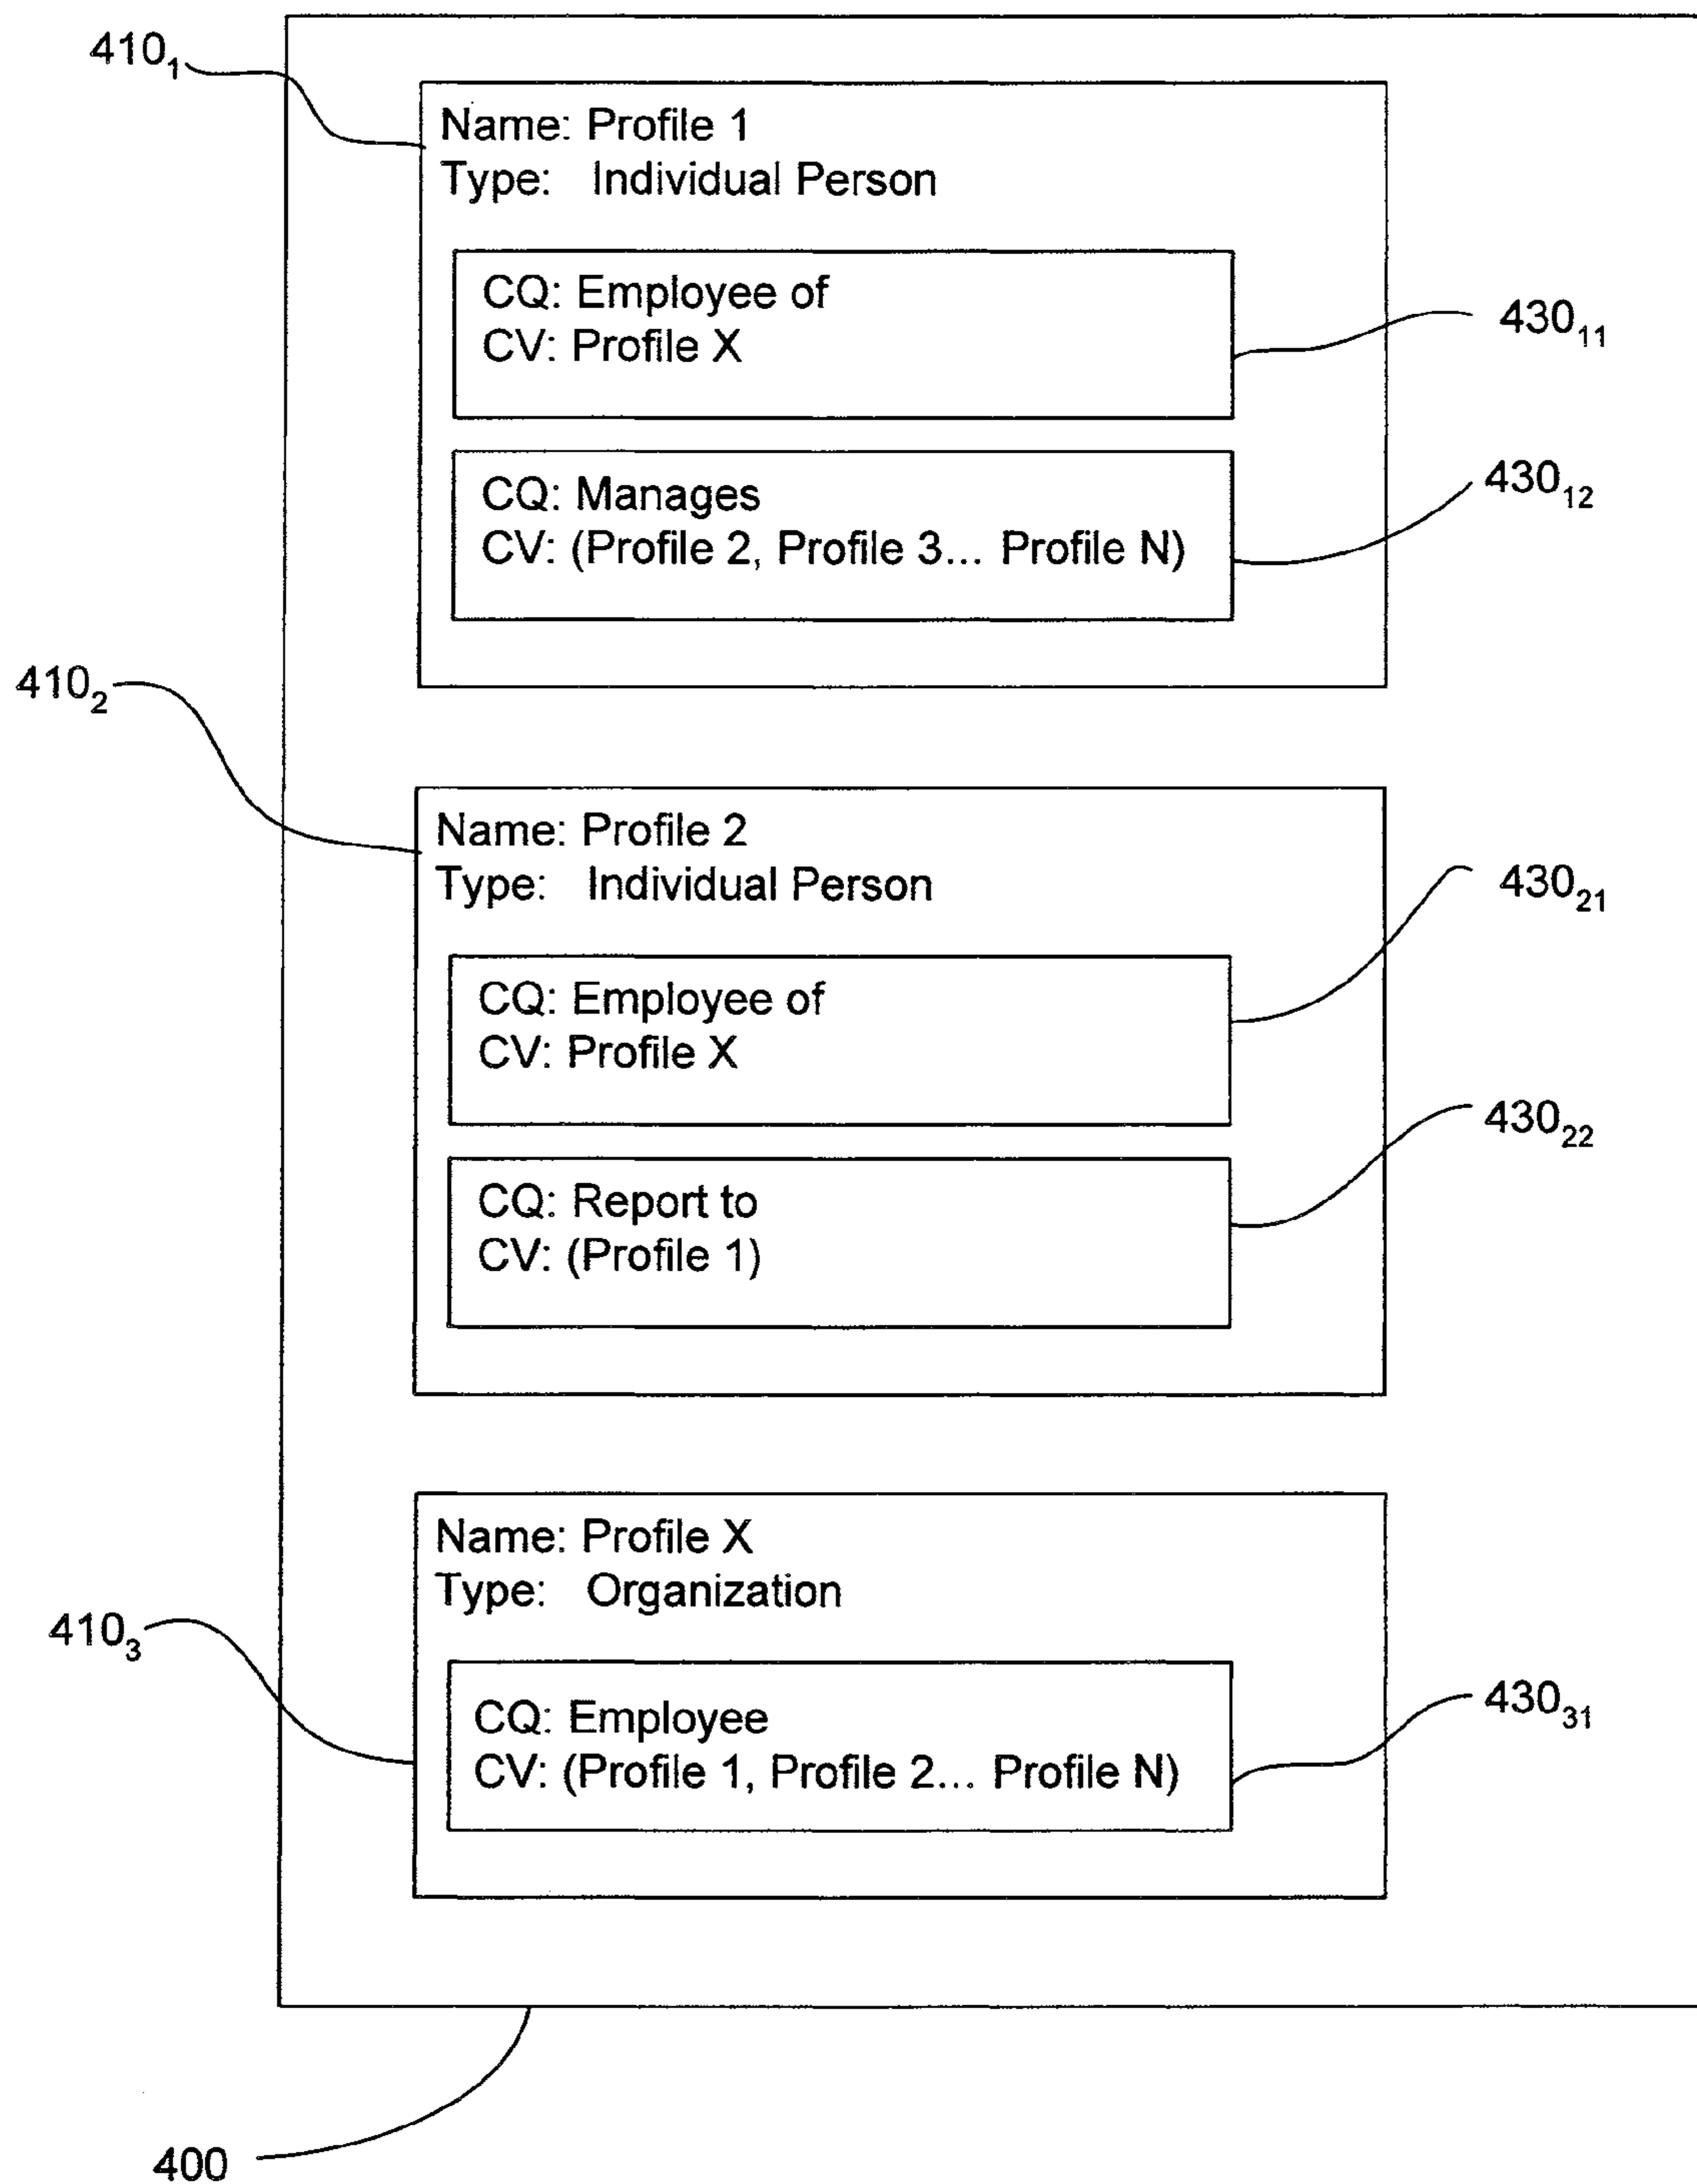 410₁
Name: Profile 1
Type: Individual Person
CQ: Employee of
CV: Profile X
430₁₁
CQ: Manages
CV: (Profile 2, Profile 3... Profile N)
430₁₂
410₂
Name: Profile 2
Type: Individual Person
CQ: Employee of
CV: Profile X
430₂₁
CQ: Report to
CV: (Profile 1)
430₂₂
Name: Profile X
Type: Organization
410₃
CQ: Employee
CV: (Profile 1, Profile 2... Profile N)
430₃₁
400